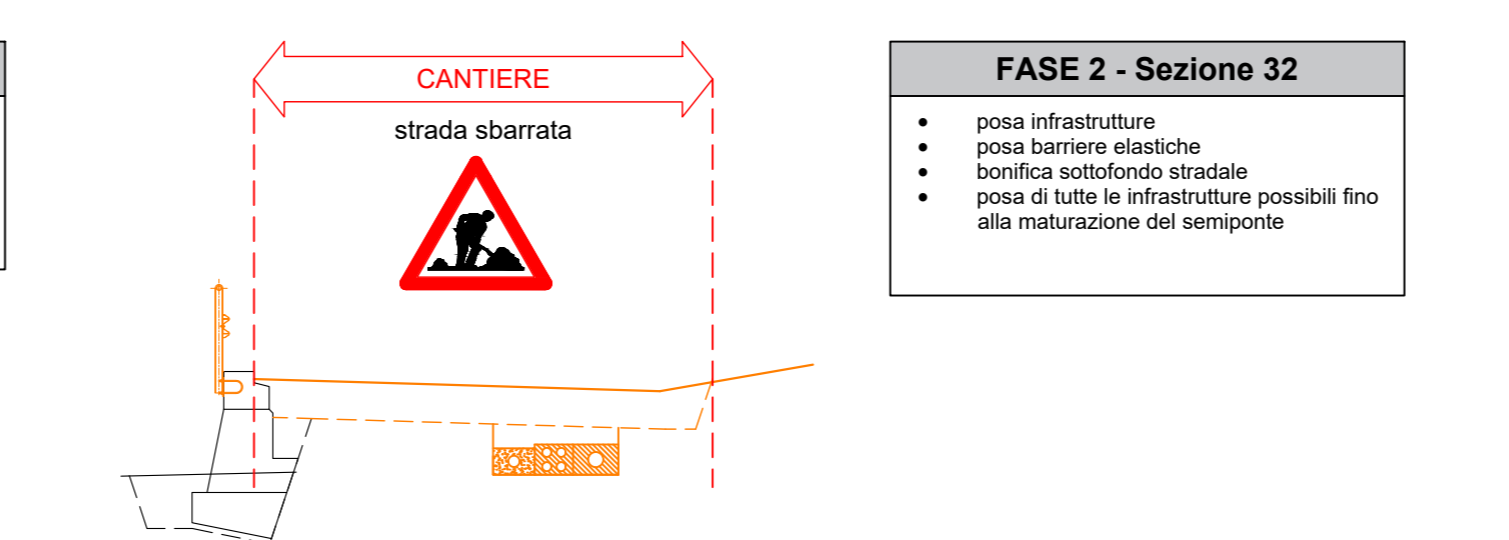 CANTIERE
strada sbarrata
FASE 2 - Sezione 32
• posa infrastrutture
• posa barriere elastiche
• bonifica sottofondo stradale
• posa di tutte le infrastrutture possibili fino
alla maturazione del semiponte